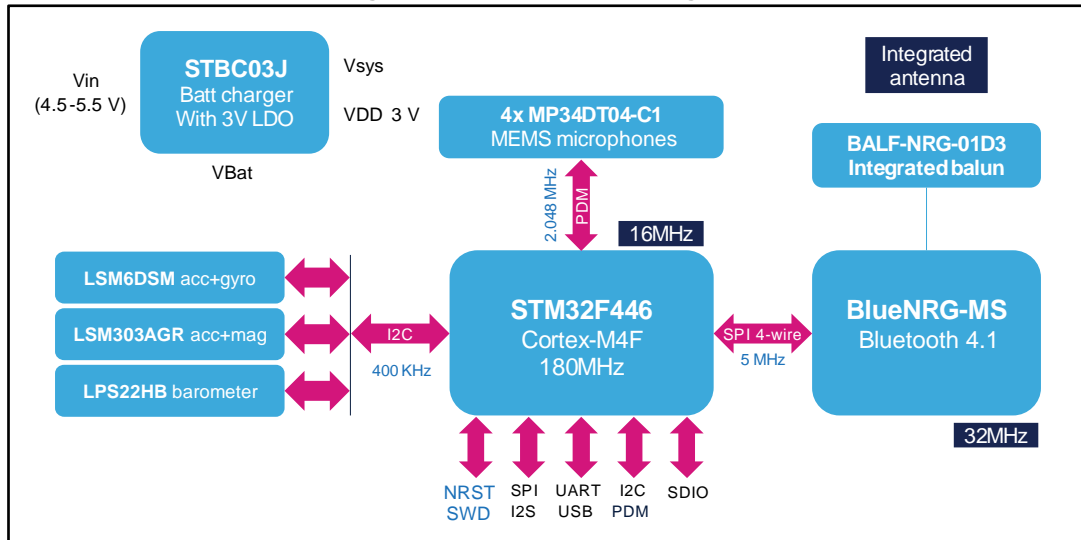 Vin
(4.5-5.5 V)
STBC03J
Batt charger
With 3V LDO
Vsys
VDD 3 V
VBat
4x MP34DT04-C1
MEMS microphones
Integrated
antenna
BALF-NRG-01D3
Integrated balun
2.048 MHz
PDM
16MHz
LSM6DSM acc+gyro
LSM303AGR acc+mag
LPS22HB barometer
I2C
400 KHz
STM32F446
Cortex-M4F
180MHz
SPI 4-wire
5 MHz
BlueNRG-MS
Bluetooth 4.1
32MHz
NRST
SWD
SPI
I2S
UART
USB
I2C
PDM
SDIO